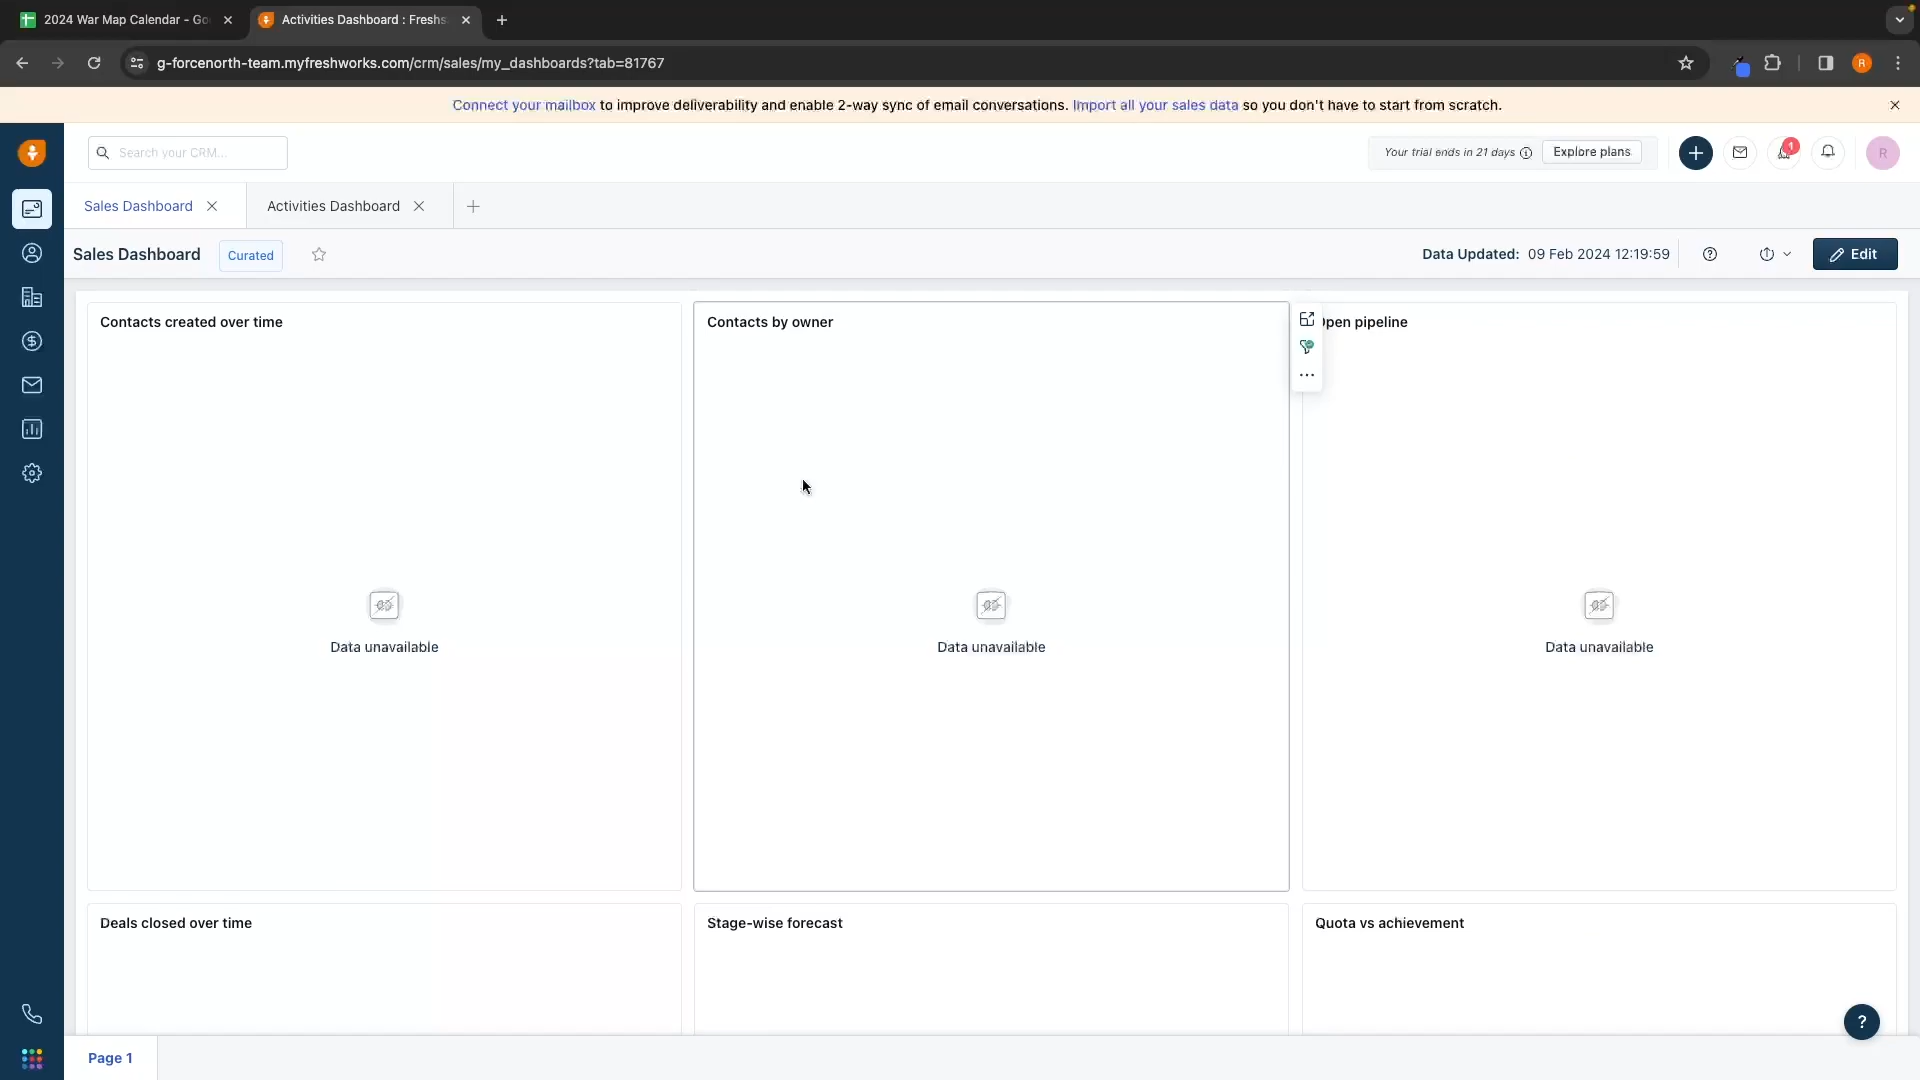 2024 War Map Calendar - Go
Activities Dashboard : Freshs
g-forcenorth-team.myfreshworks.com/crm/sales/my_dashboards?tab=81767
R
Connect your mailbox to improve deliverability and enable 2-way sync of email conversations. Import all your sales data so you don't have to start from scratch.
Search your CRM...
Your trial ends in 21 days
Explore plans
1
R
Sales Dashboard
Activities Dashboard
Sales Dashboard
Curated
Data Updated: 09 Feb 2024 12:19:59
Edit
Contacts created over time
Contacts by owner
Open pipeline
Data unavailable
Data unavailable
Data unavailable
Deals closed over time
Stage-wise forecast
Quota vs achievement
?
Page 1